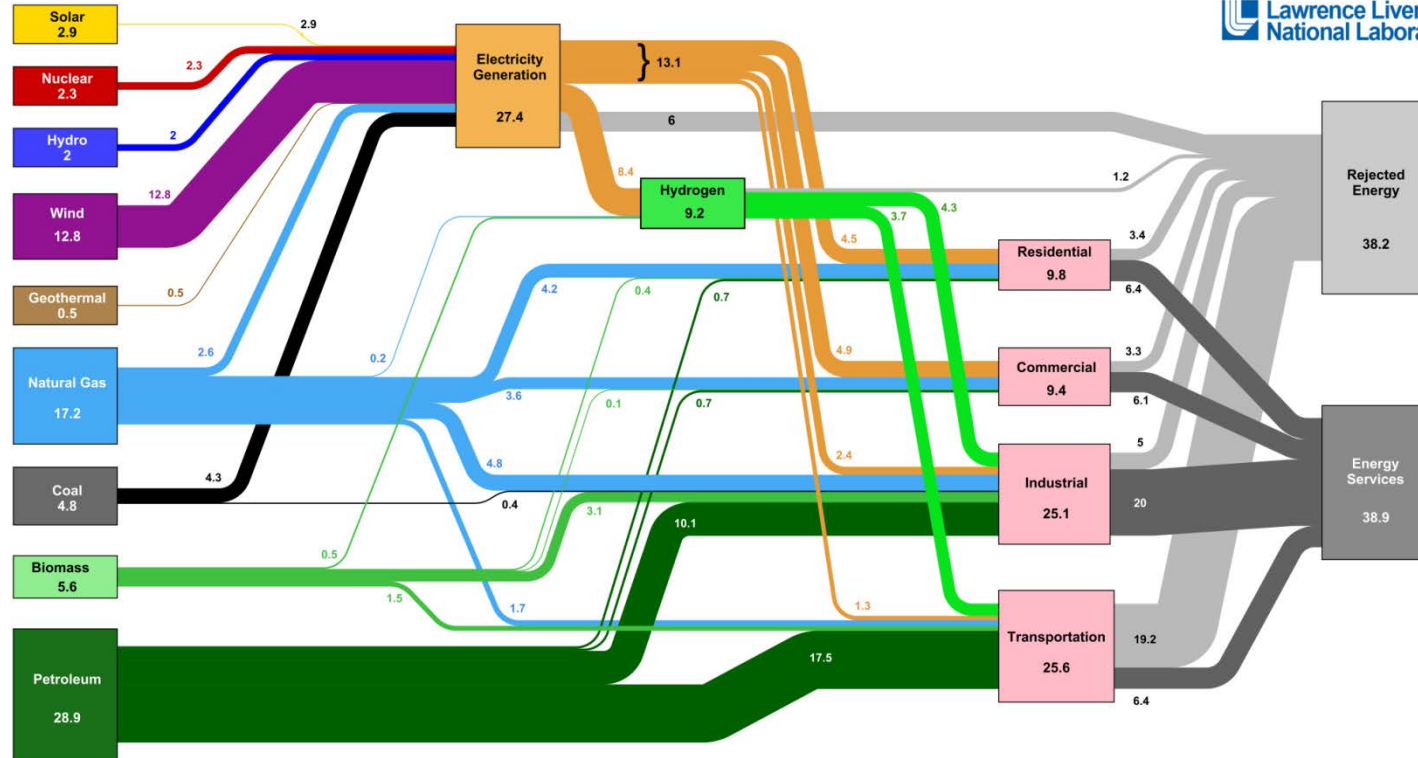 Solar
2.9
Nuclear
2.3
Hydro
2
Wind
12.8
Geothermal
0.5
Natural Gas
17.2
Coal
4.8
Biomass
5.6
Petroleum
28.9
2.9
2.3
2
12.8
0.5
2.6
4.3
0.5
1.5
Electricity
Generation
27.4
}
13.1
6
8.4
Hydrogen
9.2
1.2
3.7
4.3
0.2
4.2
0.4
0.7
3.6
0.1
0.7
4.8
0.4
3.1
10.1
1.7
17.5
4.5
4.9
2.4
1.3
Residential
9.8
Commercial
9.4
Industrial
25.1
Transportation
25.6
3.4
6.4
3.3
6.1
5
20
19.2
6.4
Lawrence Liver
National Labora
Rejected
Energy
38.2
Energy
Services
38.9